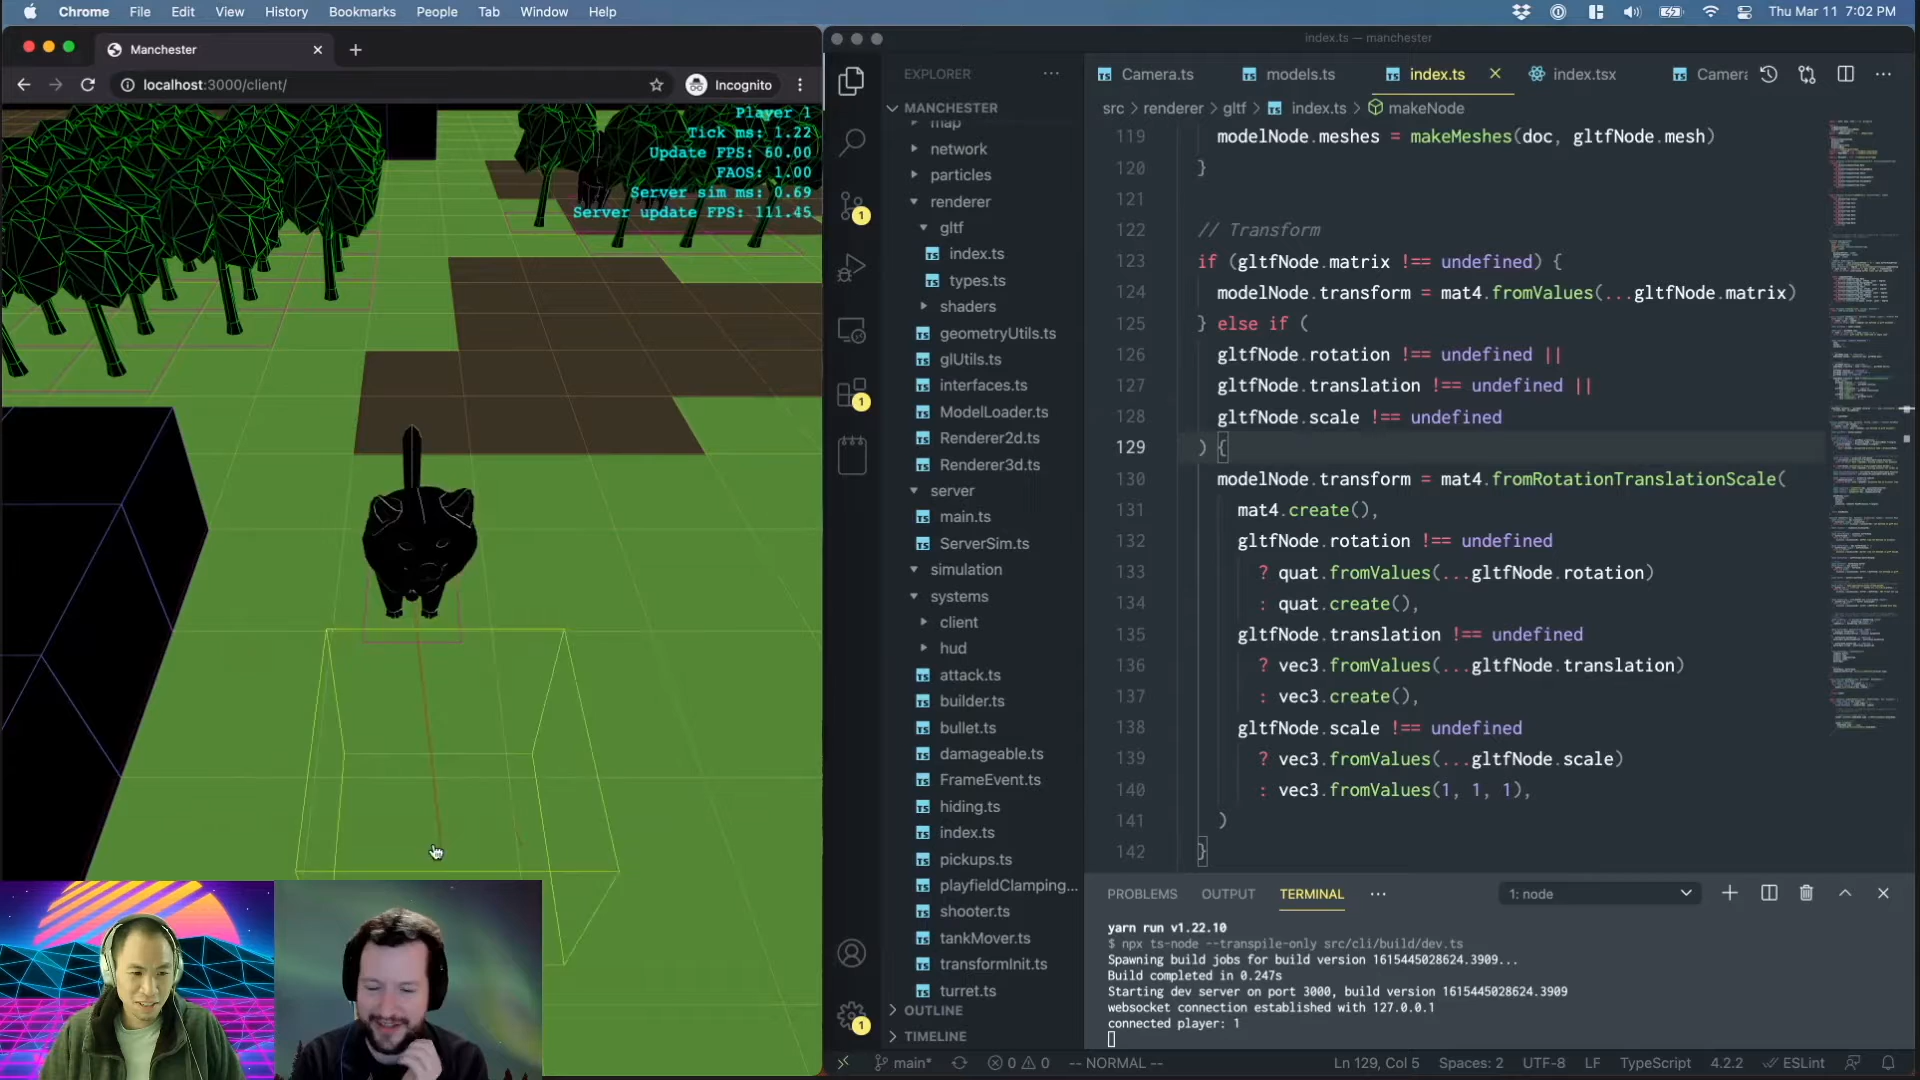 Chrome File Edit View History Bookmarks People Tab Window Help
Thu Mar 11 7:02 PM
Manchester
localhost:3000/client/
Incognito
Player 1
Tick ms: 1.22
Update FPS: 60.00
FAOS: 1.00
Server sim ms: 0.69
Server update FPS: 111.45
index.ts — manchester
EXPLORER
MANCHESTER
map
network
particles
renderer
gltf
index.ts
types.ts
shaders
geometryUtils.ts
glUtils.ts
interfaces.ts
ModelLoader.ts
Renderer2d.ts
Renderer3d.ts
server
main.ts
ServerSim.ts
simulation
systems
client
hud
attack.ts
builder.ts
bullet.ts
damageable.ts
FrameEvent.ts
hiding.ts
index.ts
pickups.ts
playfieldClamping...
shooter.ts
tankMover.ts
transformInit.ts
turret.ts
OUTLINE
TIMELINE
1
1
1
Camera.ts models.ts index.ts index.tsx Camera
src › renderer › gltf › index.ts › makeNode
119 modelNode.meshes = makeMeshes(doc, gltfNode.mesh)
120 }
121
122 // Transform
123 if (gltfNode.matrix !== undefined) {
124 modelNode.transform = mat4.fromValues(...gltfNode.matrix)
125 } else if (
126 gltfNode.rotation !== undefined ||
127 gltfNode.translation !== undefined ||
128 gltfNode.scale !== undefined
129 ) {
130 modelNode.transform = mat4.fromRotationTranslationScale(
131 mat4.create(),
132 gltfNode.rotation !== undefined
133 ? quat.fromValues(...gltfNode.rotation)
134 : quat.create(),
135 gltfNode.translation !== undefined
136 ? vec3.fromValues(...gltfNode.translation)
137 : vec3.create(),
138 gltfNode.scale !== undefined
139 ? vec3.fromValues(...gltfNode.scale)
140 : vec3.fromValues(1, 1, 1),
141 )
142 }
PROBLEMS OUTPUT TERMINAL ··· 1: node
yarn run v1.22.10
$ npx ts-node --transpile-only src/cli/build/dev.ts
Spawning build jobs for build version 1615445028624.3909...
Build completed in 0.247s
Starting dev server on port 3000, build version 1615445028624.3909
websocket connection established with 127.0.0.1
connected player: 1
main* 0 0 -- NORMAL -- Ln 129, Col 5 Spaces: 2 UTF-8 LF TypeScript 4.2.2 ESLint